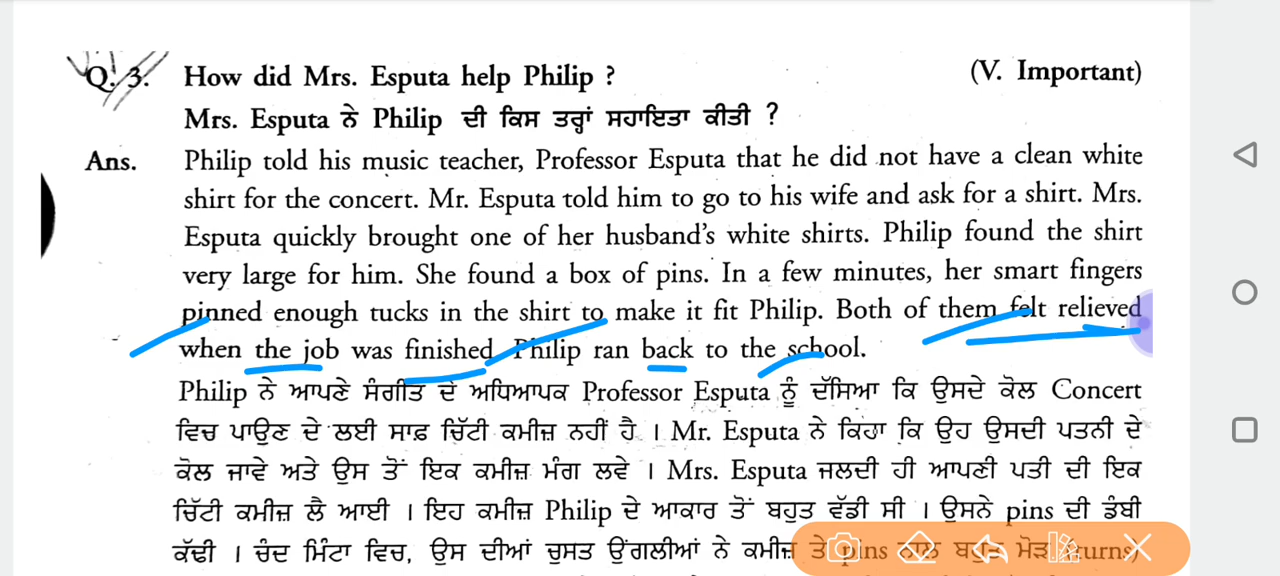 Q. 3. How did Mrs. Esputa help Philip ? (V. Important)
Mrs. Esputa ਨੇ Philip ਦੀ ਕਿਸ ਤਰ੍ਹਾਂ ਸਹਾਇਤਾ ਕੀਤੀ ?
Ans. Philip told his music teacher, Professor Esputa that he did not have a clean white
shirt for the concert. Mr. Esputa told him to go to his wife and ask for a shirt. Mrs.
Esputa quickly brought one of her husband's white shirts. Philip found the shirt
very large for him. She found a box of pins. In a few minutes, her smart fingers
pinned enough tucks in the shirt to make it fit Philip. Both of them felt relieved
when the job was finished. Philip ran back to the school.
Philip ਨੇ ਆਪਣੇ ਸੰਗੀਤ ਦੇ ਅਧਿਆਪਕ Professor Esputa ਨੂੰ ਦੱਸਿਆ ਕਿ ਉਸਦੇ ਕੋਲ Concert
ਵਿਚ ਪਾਉਣ ਦੇ ਲਈ ਸਾਫ਼ ਚਿੱਟੀ ਕਮੀਜ਼ ਨਹੀਂ ਹੈ । Mr. Esputa ਨੇ ਕਿਹਾ ਕਿ ਉਹ ਉਸਦੀ ਪਤਨੀ ਦੇ
ਕੋਲ ਜਾਵੇ ਅਤੇ ਉਸ ਤੋਂ ਇਕ ਕਮੀਜ਼ ਮੰਗ ਲਵੇ । Mrs. Esputa ਜਲਦੀ ਹੀ ਆਪਣੀ ਪਤੀ ਦੀ ਇਕ
ਚਿੱਟੀ ਕਮੀਜ਼ ਲੈ ਆਈ । ਇਹ ਕਮੀਜ਼ Philip ਦੇ ਆਕਾਰ ਤੋਂ ਬਹੁਤ ਵੱਡੀ ਸੀ । ਉਸਨੇ pins ਦੀ ਡੱਬੀ
ਕੱਢੀ । ਚੰਦ ਮਿੰਟਾ ਵਿਚ, ਉਸ ਦੀਆਂ ਚੁਸਤ ਉਂਗਲੀਆਂ ਨੇ ਕਮੀਜ਼ ਤੇ pins ਨਾਲ ਬਹੁਤ ਮੋੜ